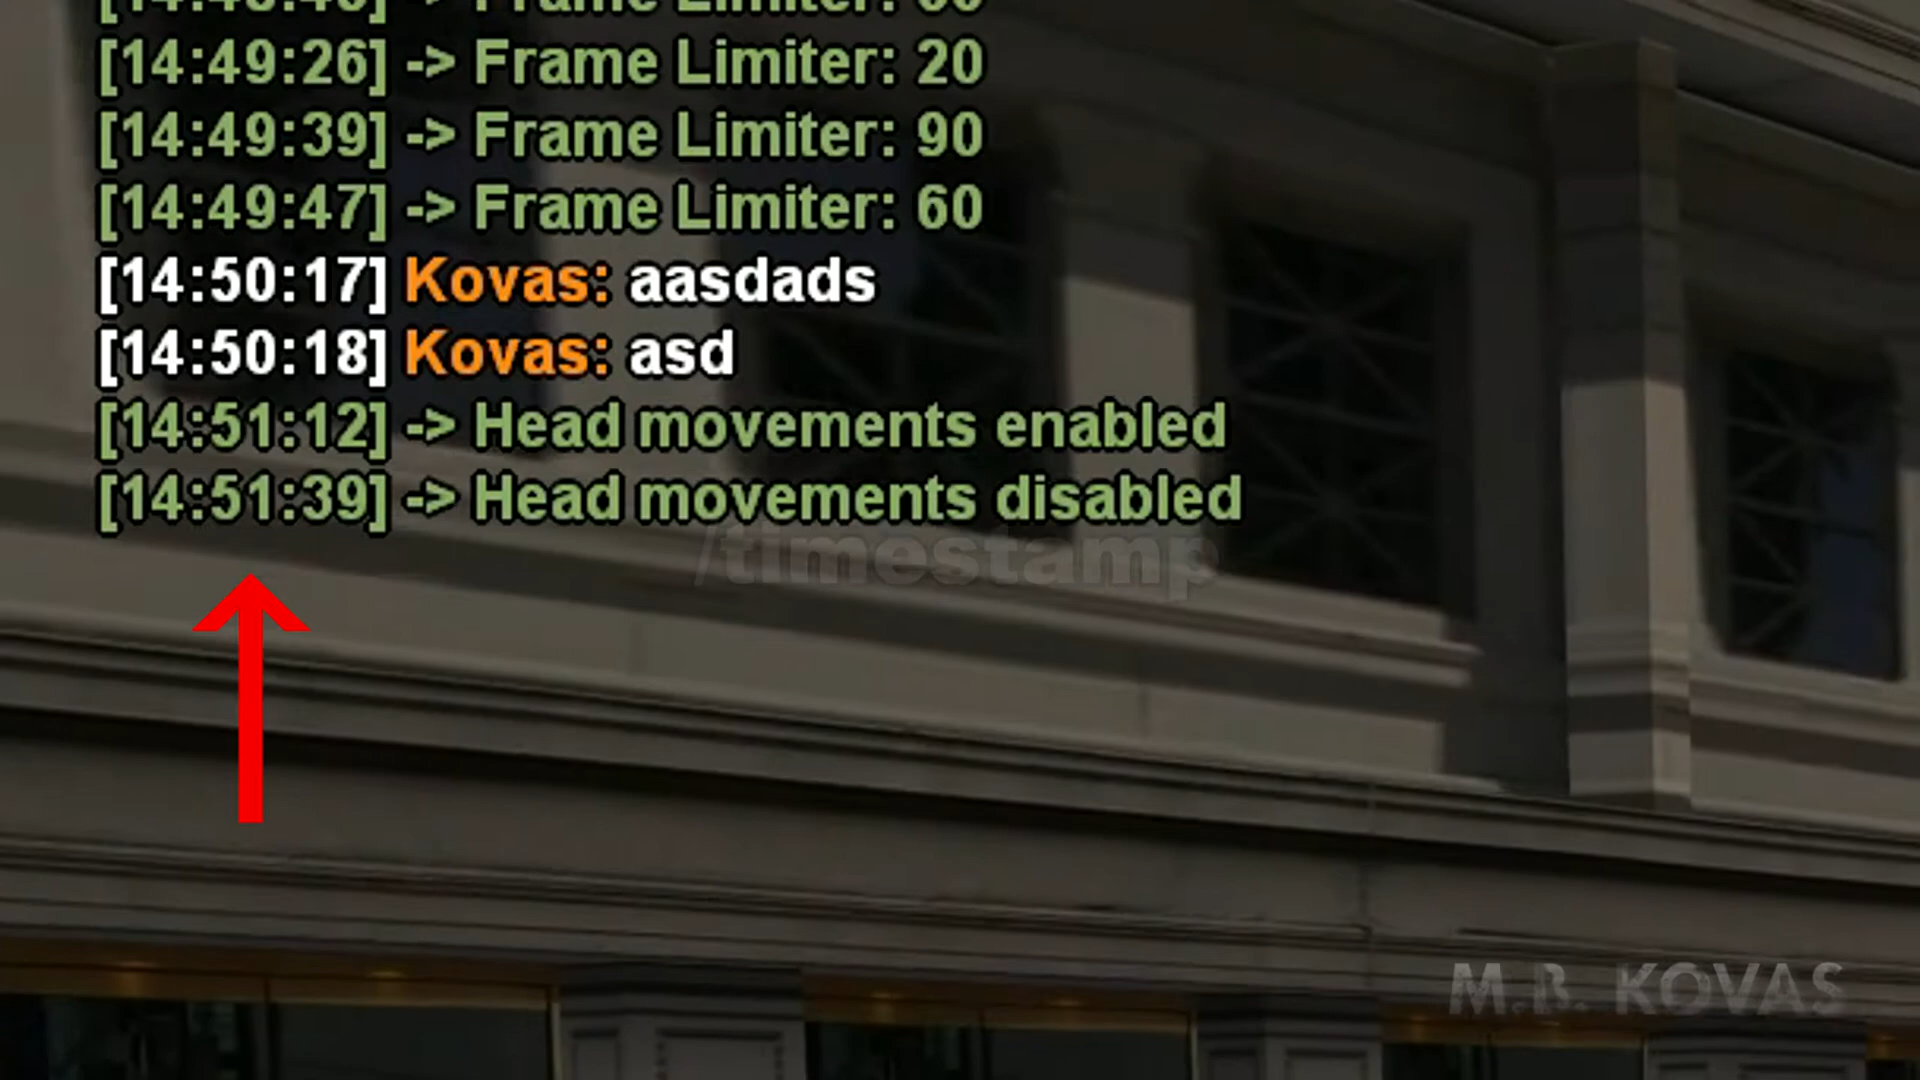 -> Frame Limiter:
[14:49:26] -> Frame Limiter: 20
[14:49:39] -> Frame Limiter: 90
[14:49:47] -> Frame Limiter: 60
[14:50:17] Kovas: aasdads
[14:50:18] Kovas: asd
[14:51:12] -> Head movements enabled
[14:51:39] -> Head movements disabled
/timestamp
M.R. KOVAS